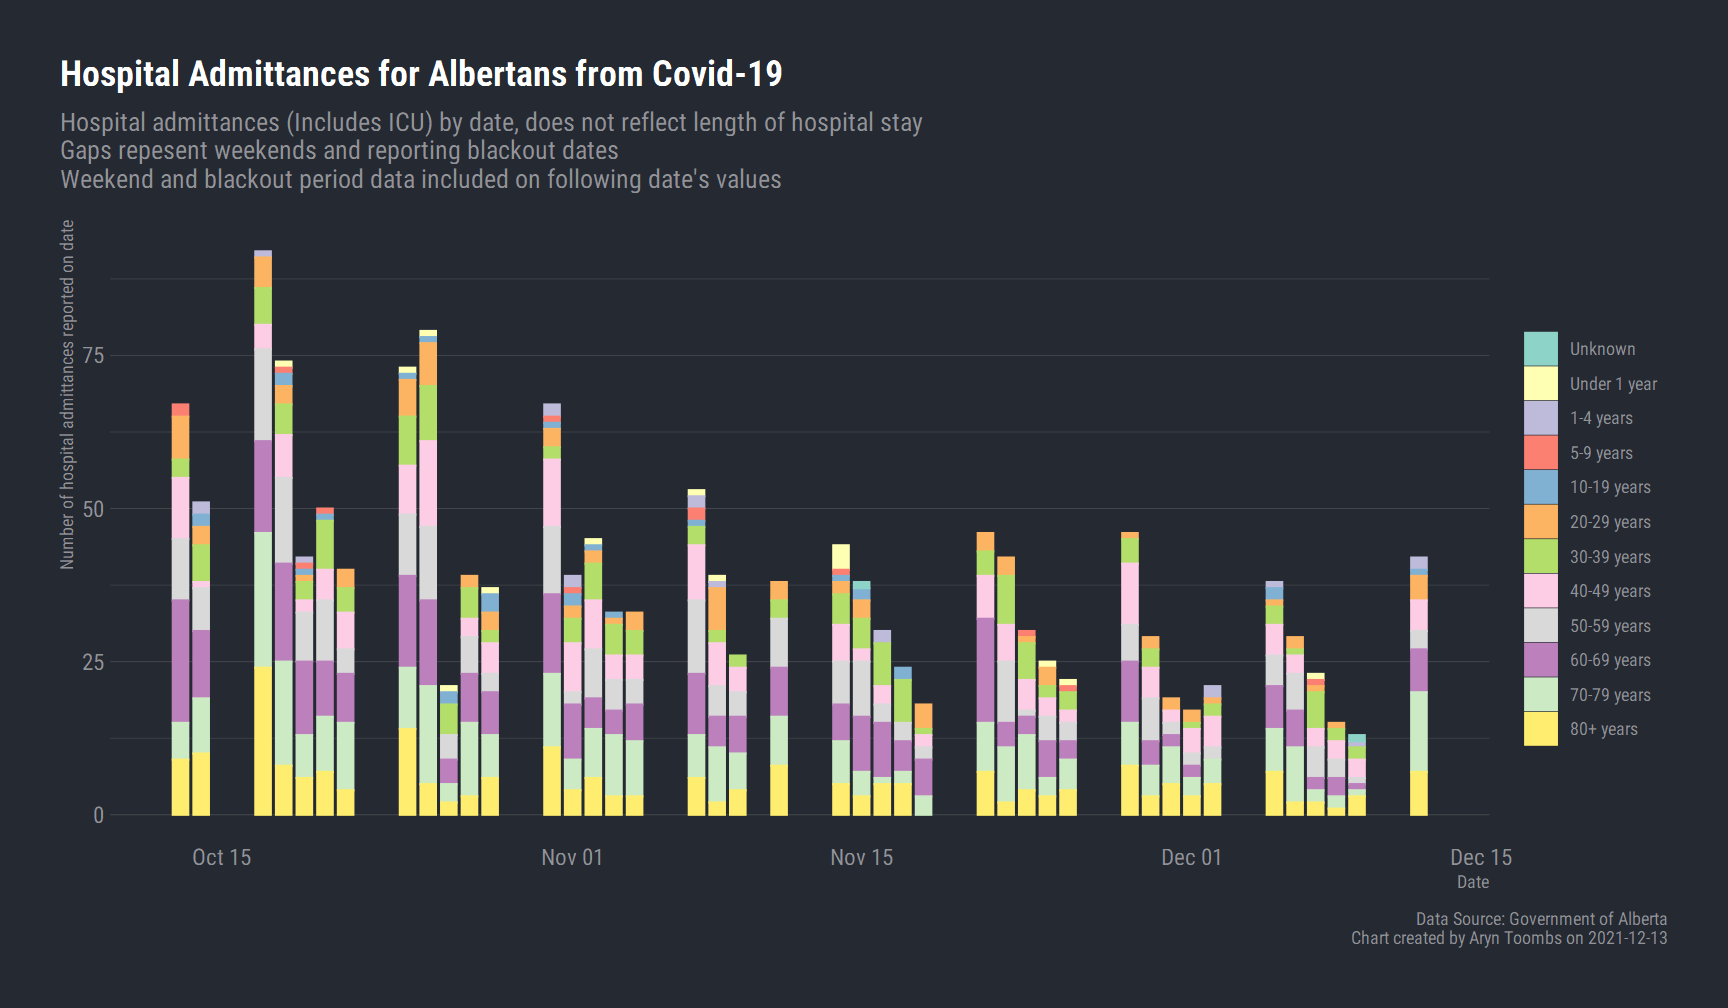 Hospital Admittances for Albertans from Covid-19
Hospital admittances (Includes ICU) by date, does not reflect length of hospital stay
Gaps repesent weekends and reporting blackout dates
Weekend and blackout period data included on following date's values
Number of hospital admittances reported on date
75
50
25
0
Oct 15
Nov 01
Nov 15
Dec 01
Dec 15
Date
Unknown
Under 1 year
1-4 years
5-9 years
10-19 years
20-29 years
30-39 years
40-49 years
50-59 years
60-69 years
70-79 years
80+ years
Data Source: Government of Alberta
Chart created by Aryn Toombs on 2021-12-13